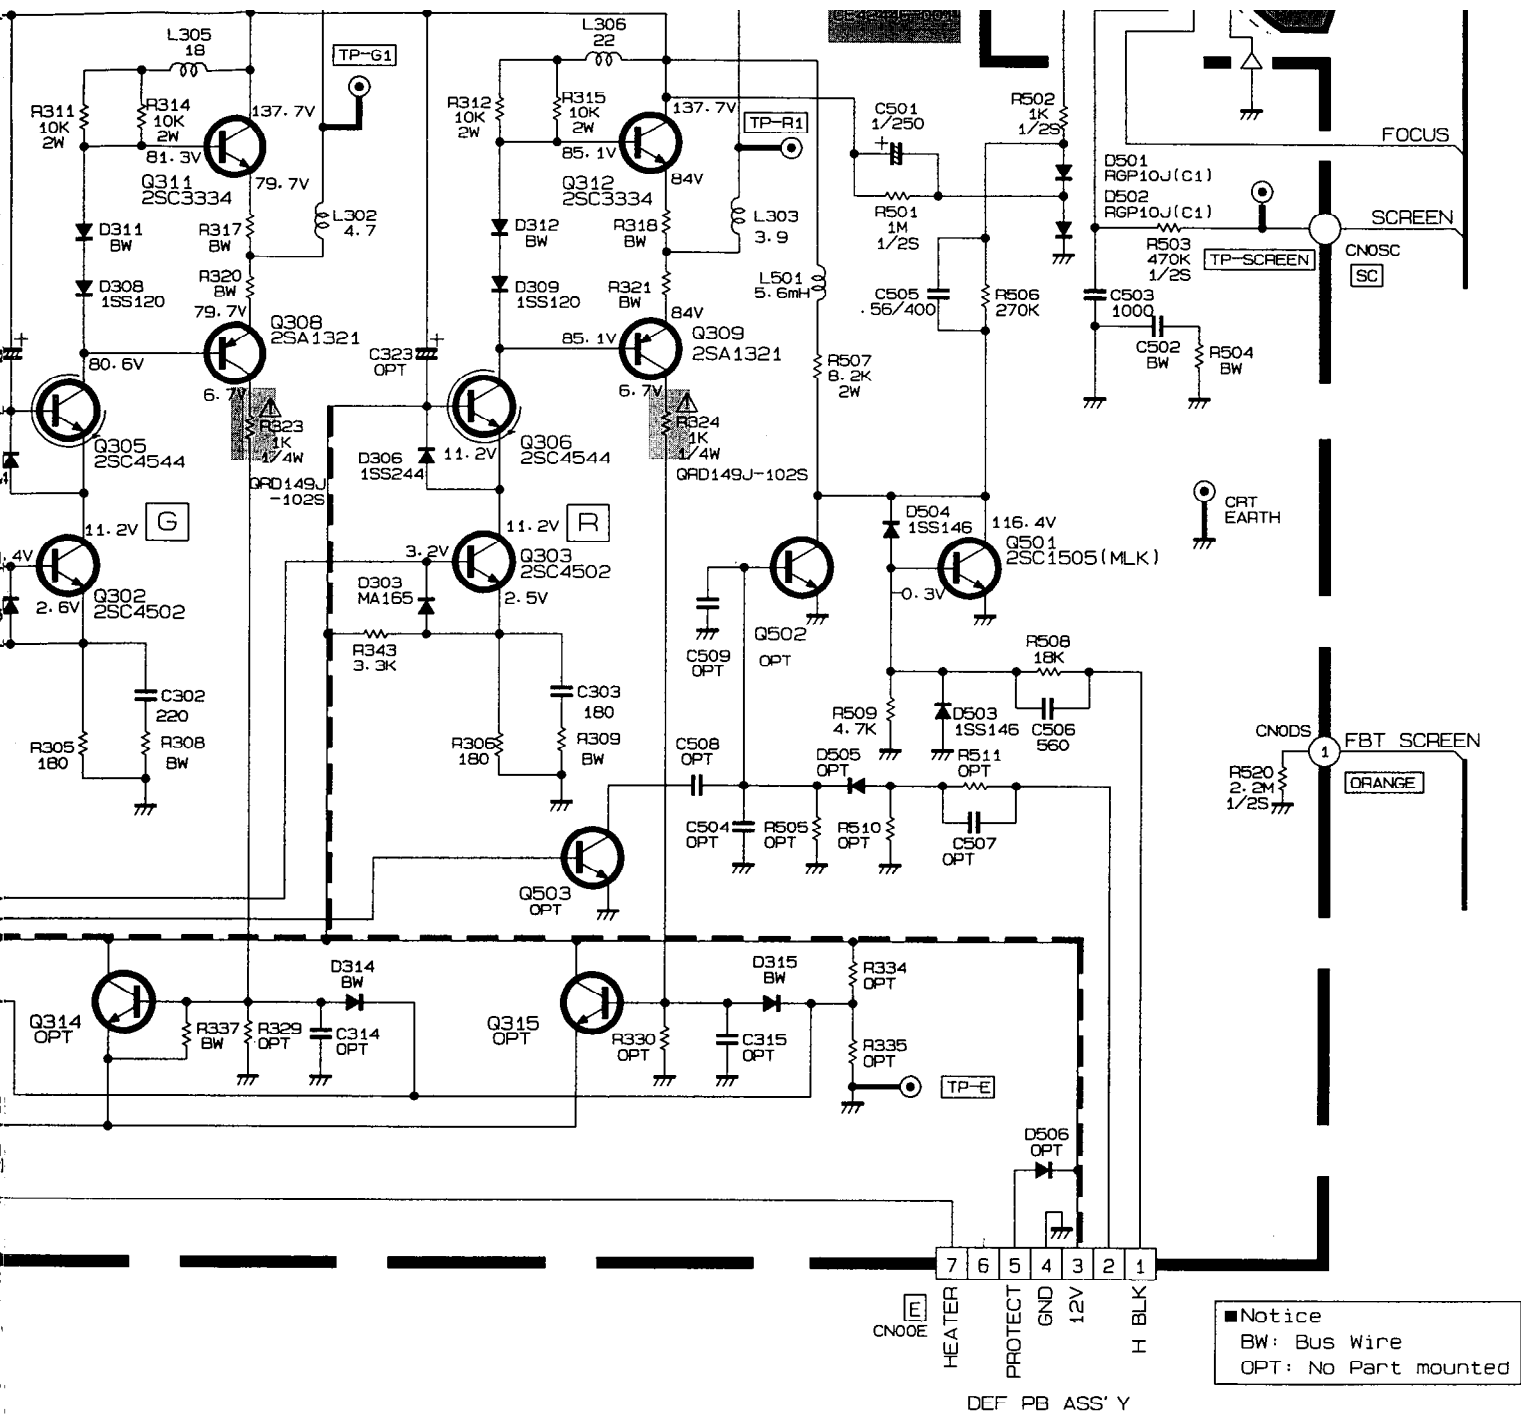 L305
18
TP-G1
R311
10K
2W
R314
10K
2W
137.7V
81.3V
Q311
2SC3334
79.7V
D311
BW
R317
BW
L302
4.7
D308
1SS120
R320
BW
79.7V
Q308
2SA1321
80.6V
6.7V
R323
1K
1/4W
QRD149J
-102S
Q305
2SC4544
G
11.2V
.4V
Q302
2SC4502
2.6V
C302
220
R305
180
R308
BW
L306
22
R312
10K
2W
R315
10K
2W
137.7V
TP-R1
85.1V
Q312
2SC3334
84V
D312
BW
R318
BW
L303
3.9
D309
1SS120
R321
BW
84V
85.1V
Q309
2SA1321
C323
OPT
6.7V
R324
1K
1/4W
QRD149J-102S
D306
1SS244
11.2V
Q306
2SC4544
R
11.2V
3.2V
Q303
2SC4502
D303
MA165
2.5V
R343
3.3K
C303
180
R306
180
R309
BW
C501
1/250
R502
1K
1/2S
D501
RGP10J(C1)
D502
RGP10J(C1)
R501
1M
1/2S
L501
5.6mH
C505
.56/400
R506
270K
R507
8.2K
2W
FOCUS
SCREEN
R503
470K
1/2S
TP-SCREEN
CN0SC
SC
C503
1000
C502
BW
R504
BW
CRT
EARTH
D504
1SS146
116.4V
Q501
2SC1505(MLK)
-0.3V
C509
OPT
Q502
OPT
R508
18K
R509
4.7K
D503
1SS146
C506
560
C508
OPT
D505
OPT
R511
OPT
C504
OPT
R505
OPT
R510
OPT
C507
OPT
Q503
OPT
CN0DS
1
FBT SCREEN
R520
2.2M
1/2S
ORANGE
D314
BW
Q314
OPT
R337
BW
R329
OPT
C314
OPT
D315
BW
Q315
OPT
R330
OPT
C315
OPT
R334
OPT
R335
OPT
TP-E
D506
OPT
7 6 5 4 3 2 1
E
CN00E
HEATER
PROTECT
GND
12V
H BLK
DEF PB ASS'Y
■Notice
BW: Bus Wire
OPT: No Part mounted